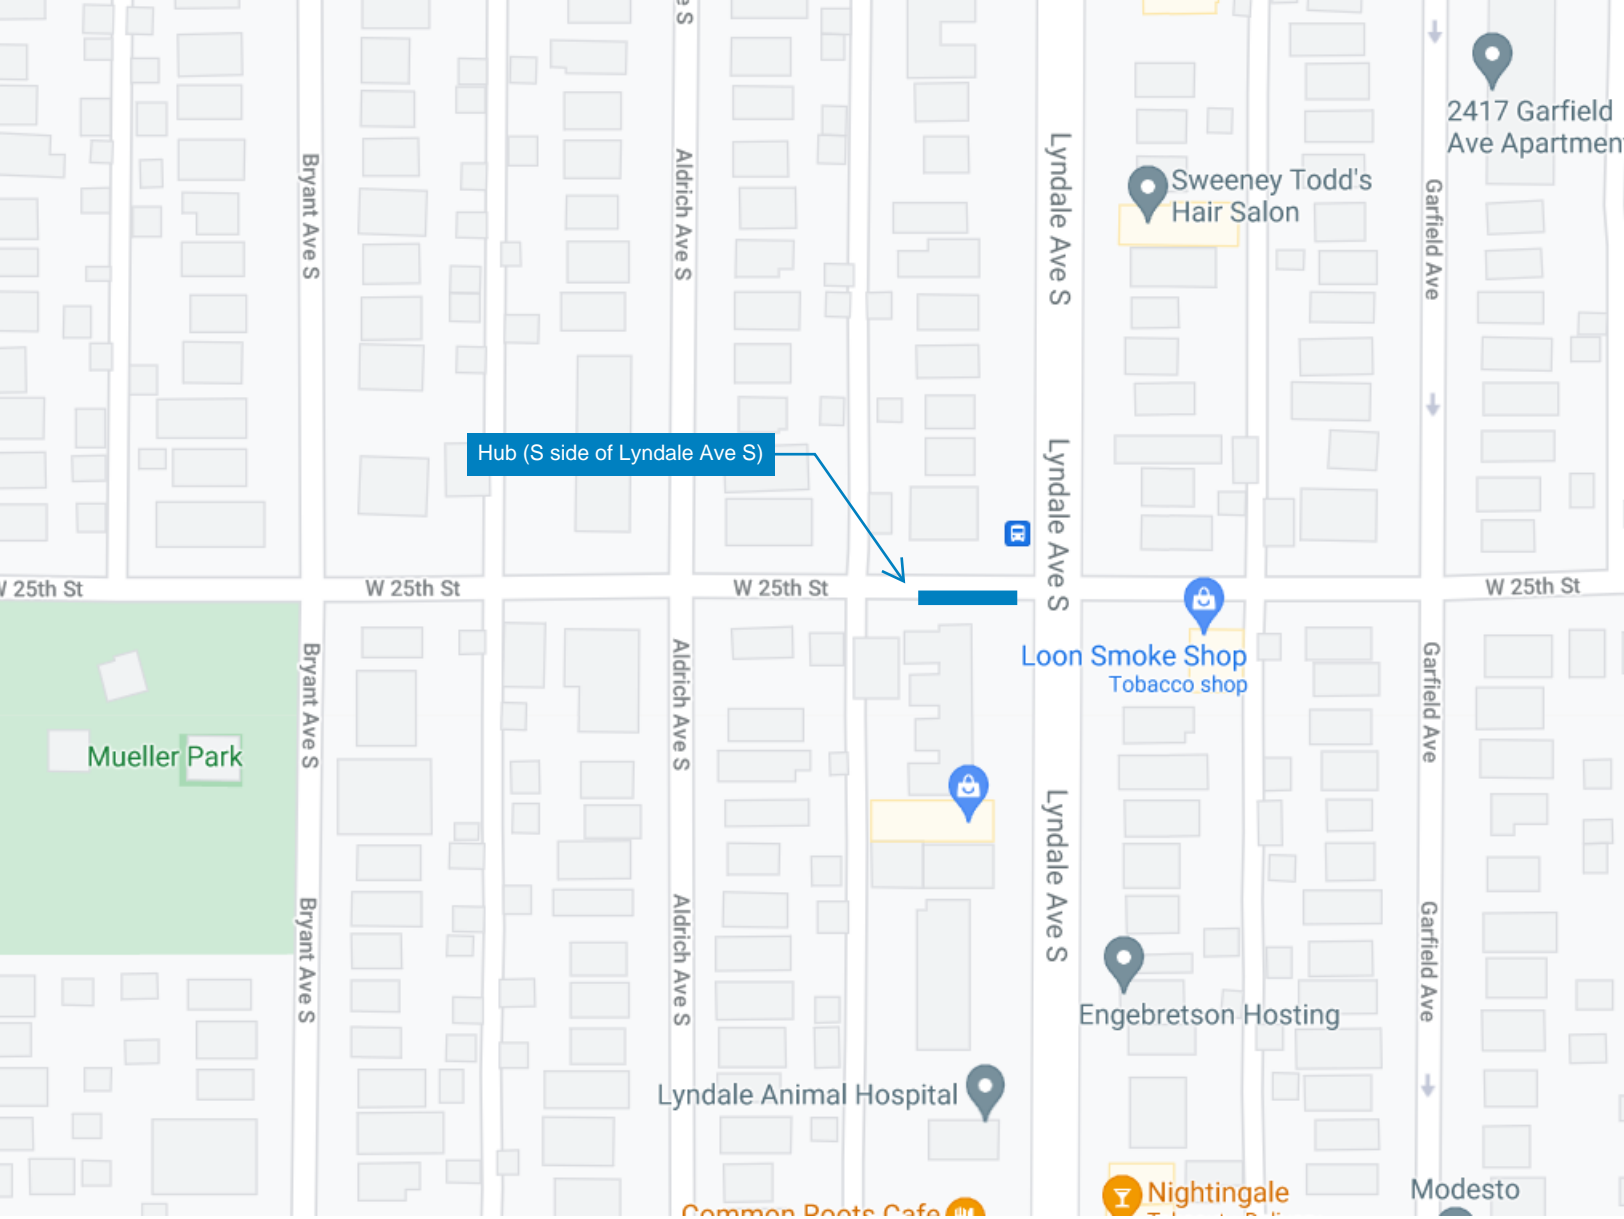 e S
2417 Garfield
Ave Apartmen
Bryant Ave S
Aldrich Ave S
Lyndale Ave S
Sweeney Todd's
Hair Salon
Garfield Ave
Hub (S side of Lyndale Ave S)
Lyndale Ave S
W 25th St
W 25th St
W 25th St
W 25th St
Loon Smoke Shop
Tobacco shop
Bryant Ave S
Aldrich Ave S
Garfield Ave
Mueller Park
Lyndale Ave S
Bryant Ave S
Aldrich Ave S
Garfield Ave
Engebretson Hosting
Lyndale Animal Hospital
Nightingale
Modesto
Common Roots Cafe